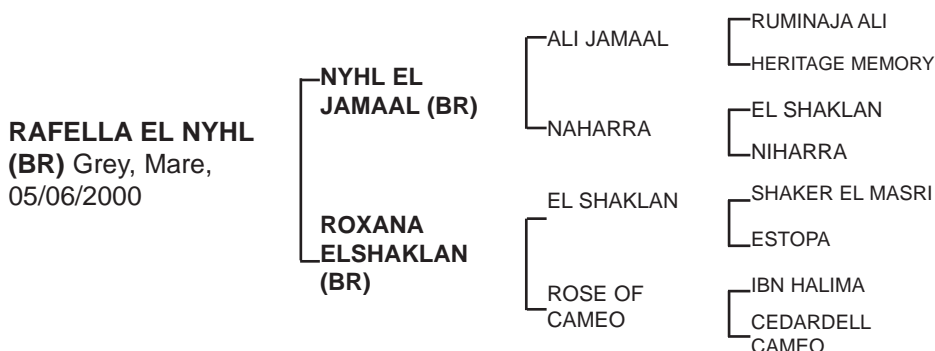 RAFELLA EL NYHL
(BR) Grey, Mare,
05/06/2000
NYHL EL
JAMAAL (BR)
ROXANA
ELSHAKLAN
(BR)
ALI JAMAAL
NAHARRA
EL SHAKLAN
ROSE OF
CAMEO
RUMINAJA ALI
HERITAGE MEMORY
EL SHAKLAN
NIHARRA
SHAKER EL MASRI
ESTOPA
IBN HALIMA
CEDARDELL
CAMEO